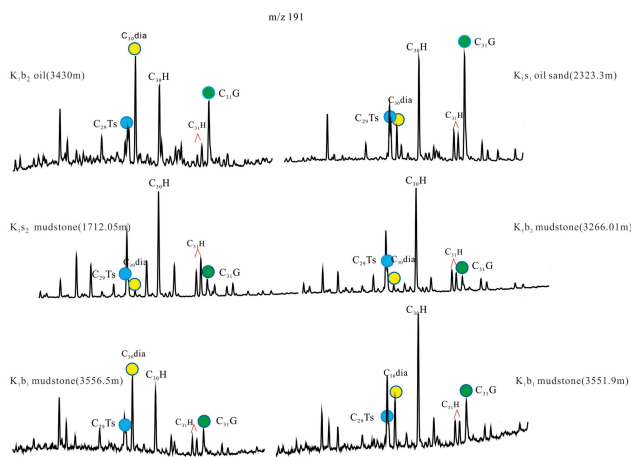 m/z 191
K₁b₂ oil(3430m)
C₃₀dia
C₃₀H
C₂₉Ts
C₃₁G
C₃₁H
K₁s₁ oil sand(2323.3m)
C₃₀H
C₃₁G
C₃₀dia
C₂₉Ts
C₃₁H
K₁s₂ mudstone(1712.05m)
C₃₀H
C₃₁H
C₃₀dia
C₂₉Ts
C₃₁G
K₁b₂ mudstone(3266.01m)
C₃₀H
C₃₁H
C₂₉Ts
C₃₀dia
C₃₁G
K₁b₁ mudstone(3556.5m)
C₃₀dia
C₃₀H
C₂₉Ts
C₃₁H
C₃₁G
K₁b₁ mudstone(3551.9m)
C₃₀H
C₃₀dia
C₃₁H
C₂₉Ts
C₃₁G